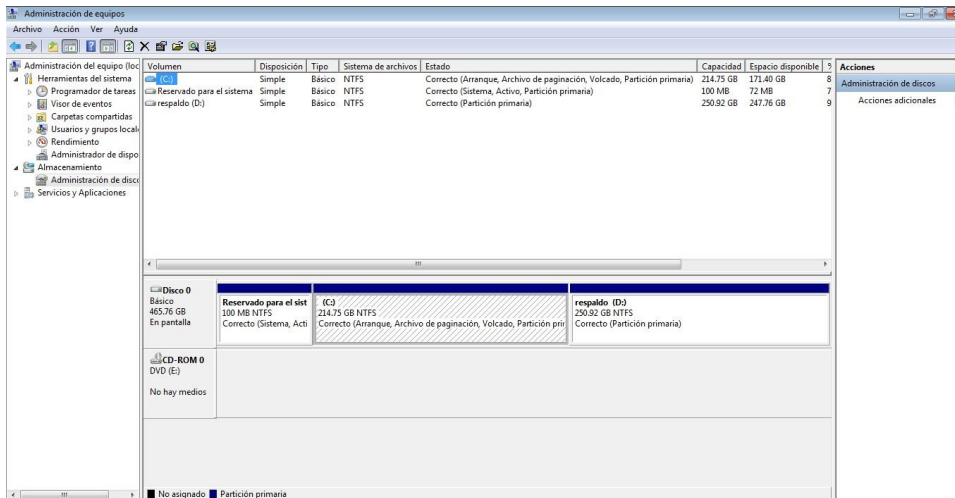 Administración de equipos
Archivo Acción Ver Ayuda
Administración del equipo (loc
Herramientas del sistema
Programador de tareas
Visor de eventos
Carpetas compartidas
Usuarios y grupos local
Rendimiento
Administrador de dispo
Almacenamiento
Administración de disco
Servicios y Aplicaciones
Volumen Disposición Tipo Sistema de archivos Estado Capacidad Espacio disponible
(C:) Simple Básico NTFS Correcto (Arranque, Archivo de paginación, Volcado, Partición primaria) 214.75 GB 171.40 GB 8
Reservado para el sistema Simple Básico NTFS Correcto (Sistema, Activo, Partición primaria) 100 MB 72 MB 7
respaldo (D:) Simple Básico NTFS Correcto (Partición primaria) 250.92 GB 247.76 GB 9
Acciones
Administración de discos
Acciones adicionales
Disco 0
Básico
465.76 GB
En pantalla
Reservado para el sist
100 MB NTFS
Correcto (Sistema, Acti
(C:)
214.75 GB NTFS
Correcto (Arranque, Archivo de paginación, Volcado, Partición pri
respaldo (D:)
250.92 GB NTFS
Correcto (Partición primaria)
CD-ROM 0
DVD (E:)
No hay medios
No asignado Partición primaria